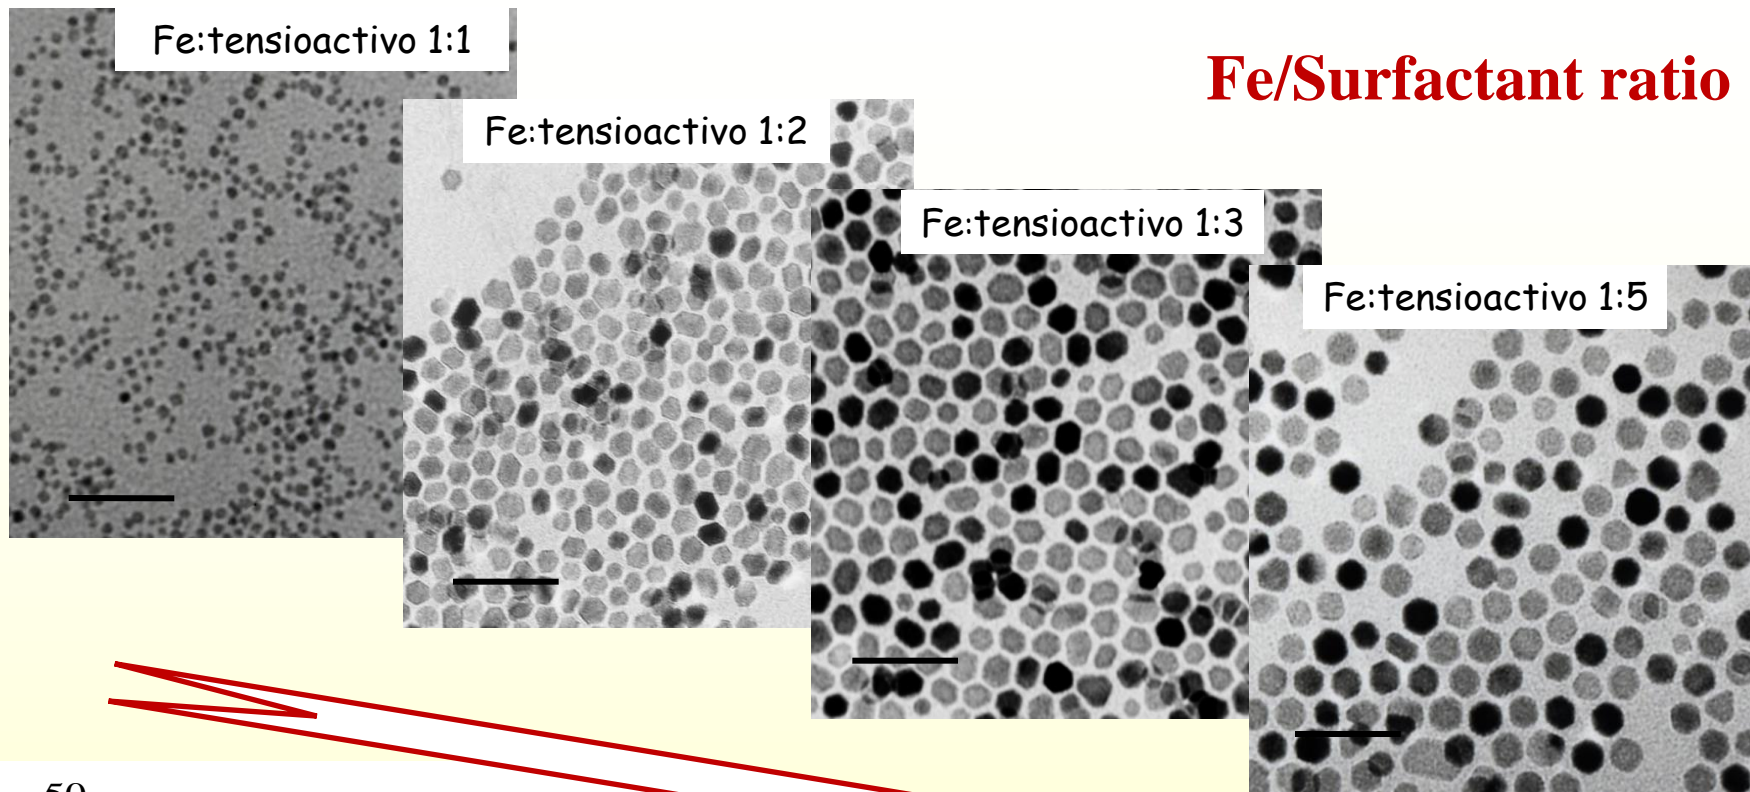 Fe:tensioactivo 1:1
Fe/Surfactant ratio
Fe:tensioactivo 1:2
Fe:tensioactivo 1:3
Fe:tensioactivo 1:5